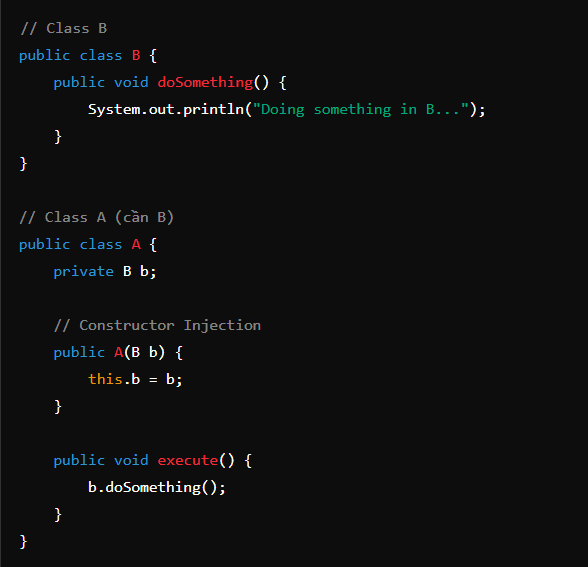 // Class B
public class B {
    public void doSomething() {
        System.out.println("Doing something in B...");
    }
}

// Class A (cần B)
public class A {
    private B b;

    // Constructor Injection
    public A(B b) {
        this.b = b;
    }

    public void execute() {
        b.doSomething();
    }
}